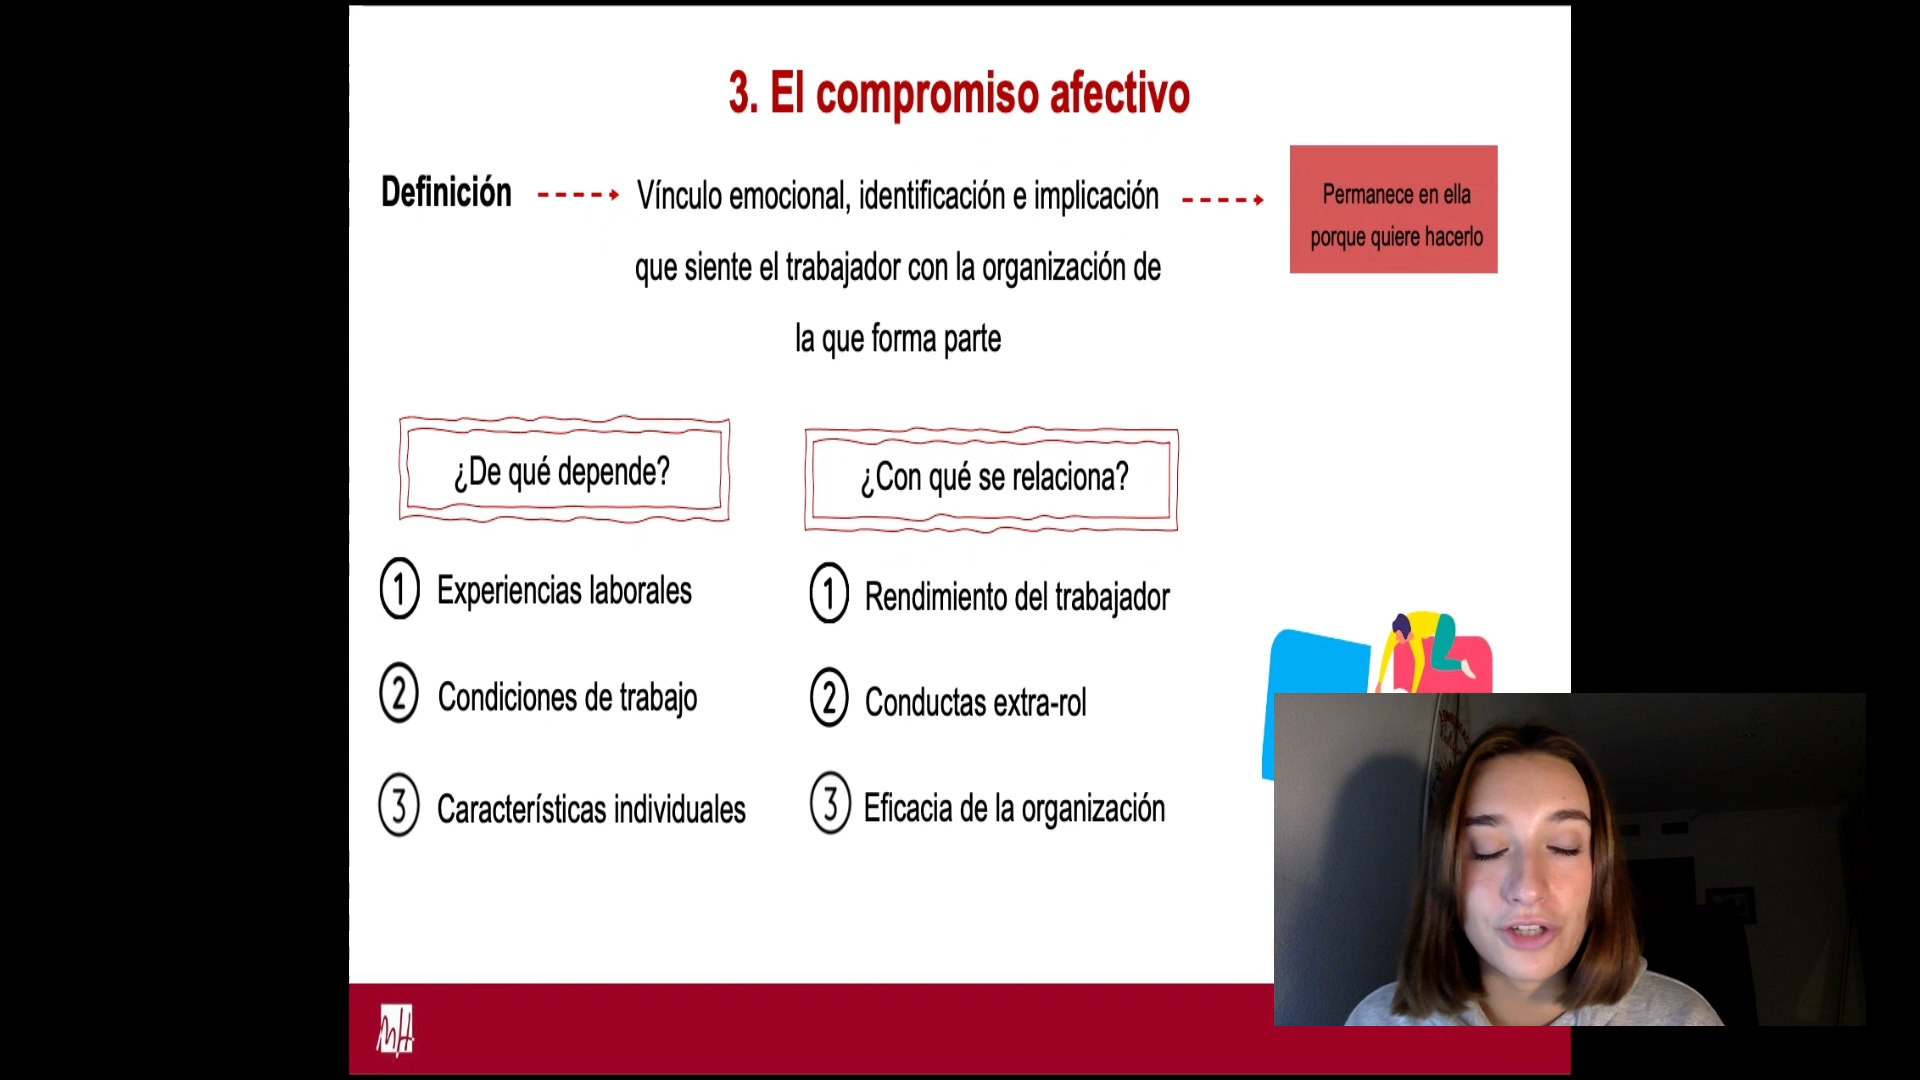 3. El compromiso afectivo
Definición
Vínculo emocional, identificación e implicación
que siente el trabajador con la organización de
la que forma parte
Permanece en ella
porque quiere hacerlo
¿De qué depende?
1 Experiencias laborales
2 Condiciones de trabajo
3 Características individuales
¿Con qué se relaciona?
1 Rendimiento del trabajador
2 Conductas extra-rol
3 Eficacia de la organización